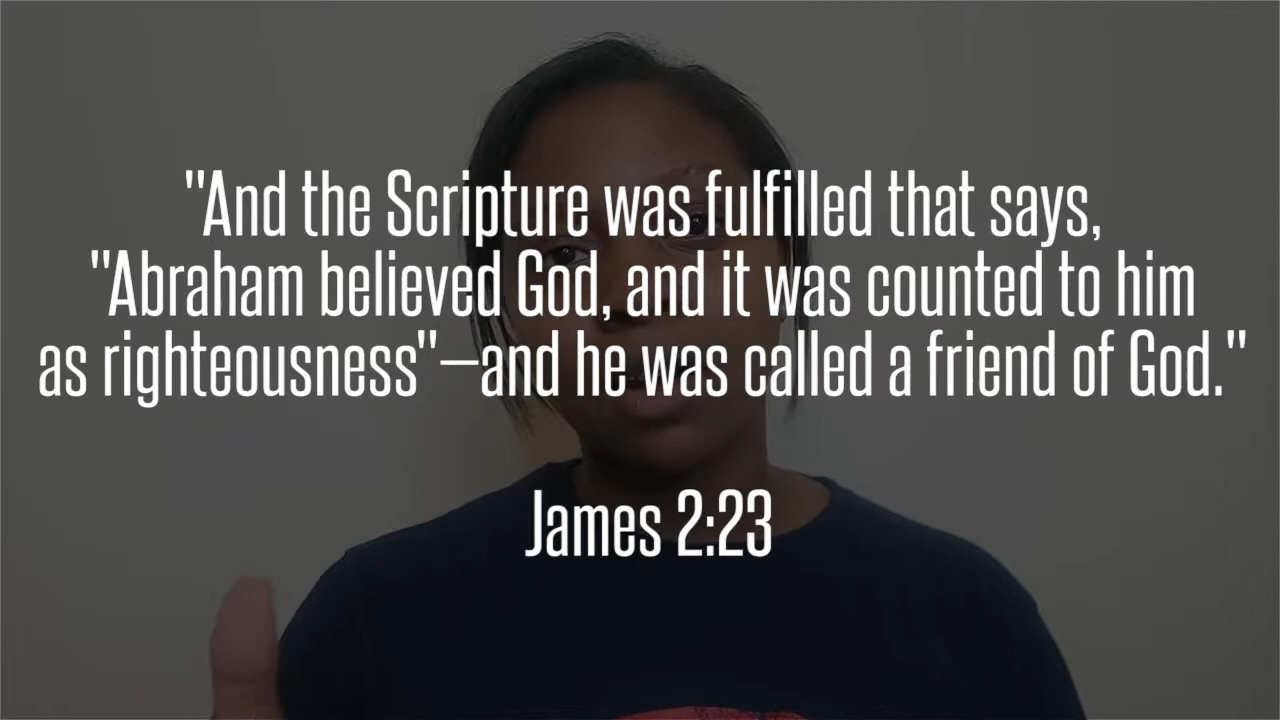 "And the Scripture was fulfilled that says,
"Abraham believed God, and it was counted to him
as righteousness"—and he was called a friend of God."
James 2:23